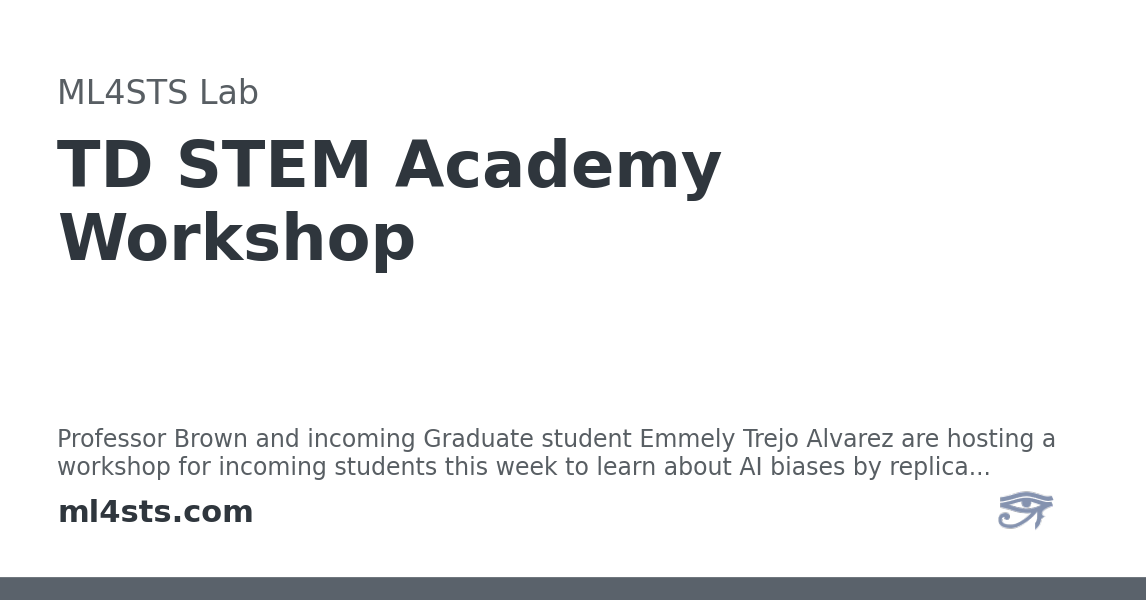 ML4STS Lab
TD STEM Academy
Workshop
Professor Brown and incoming Graduate student Emmely Trejo Alvarez are hosting a
workshop for incoming students this week to learn about AI biases by replica...
ml4sts.com